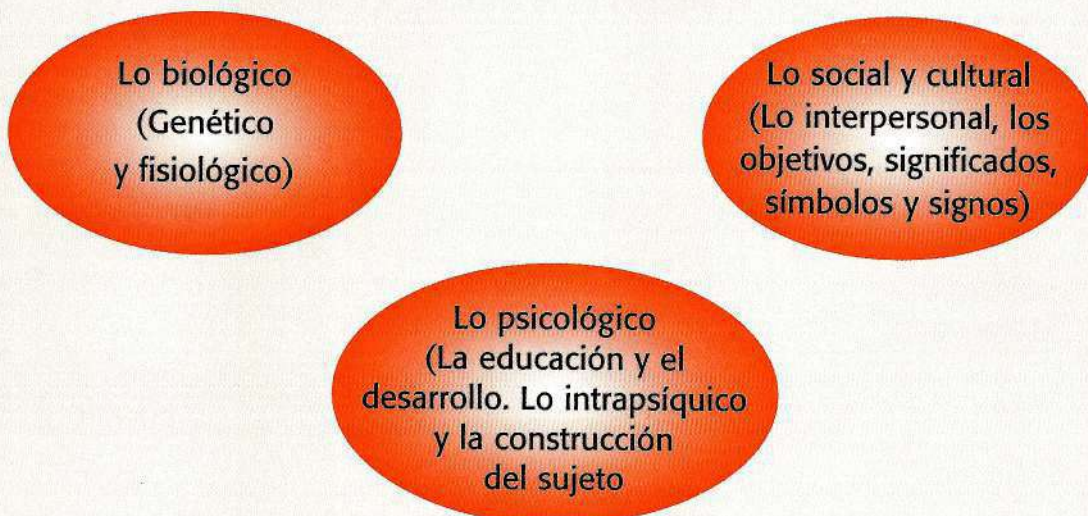 Lo biológico
(Genético
y fisiológico)
Lo social y cultural
(Lo interpersonal, los
objetivos, significados,
símbolos y signos)
Lo psicológico
(La educación y el
desarrollo. Lo intrapsíquico
y la construcción
del sujeto